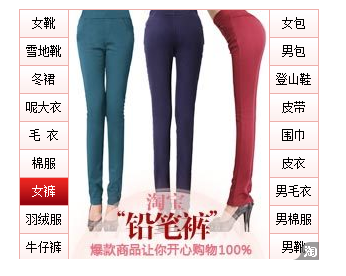 女靴
雪地靴
冬裙
呢大衣
毛 衣
棉服
女裤
羽绒服
牛仔裤
淘宝
“铅笔裤”
爆款商品让你开心购物100%
女包
男包
登山鞋
皮带
围巾
皮衣
男毛衣
男棉服
男靴
淘